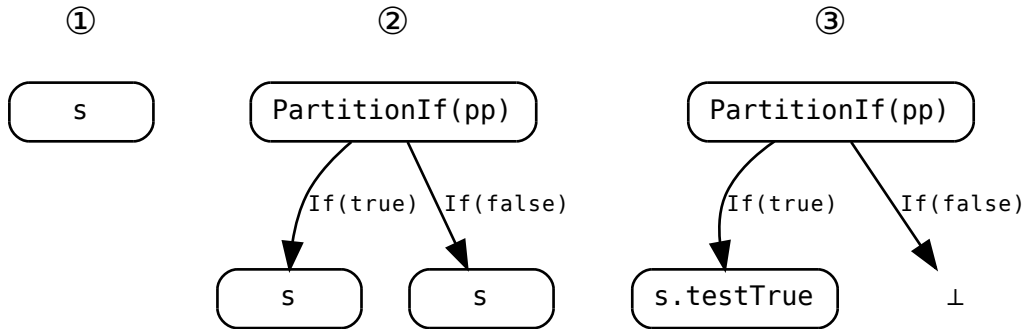 ① ② ③
s PartitionIf(pp) PartitionIf(pp)
If(true) If(false) If(true) If(false)
s s s.testTrue ⊥